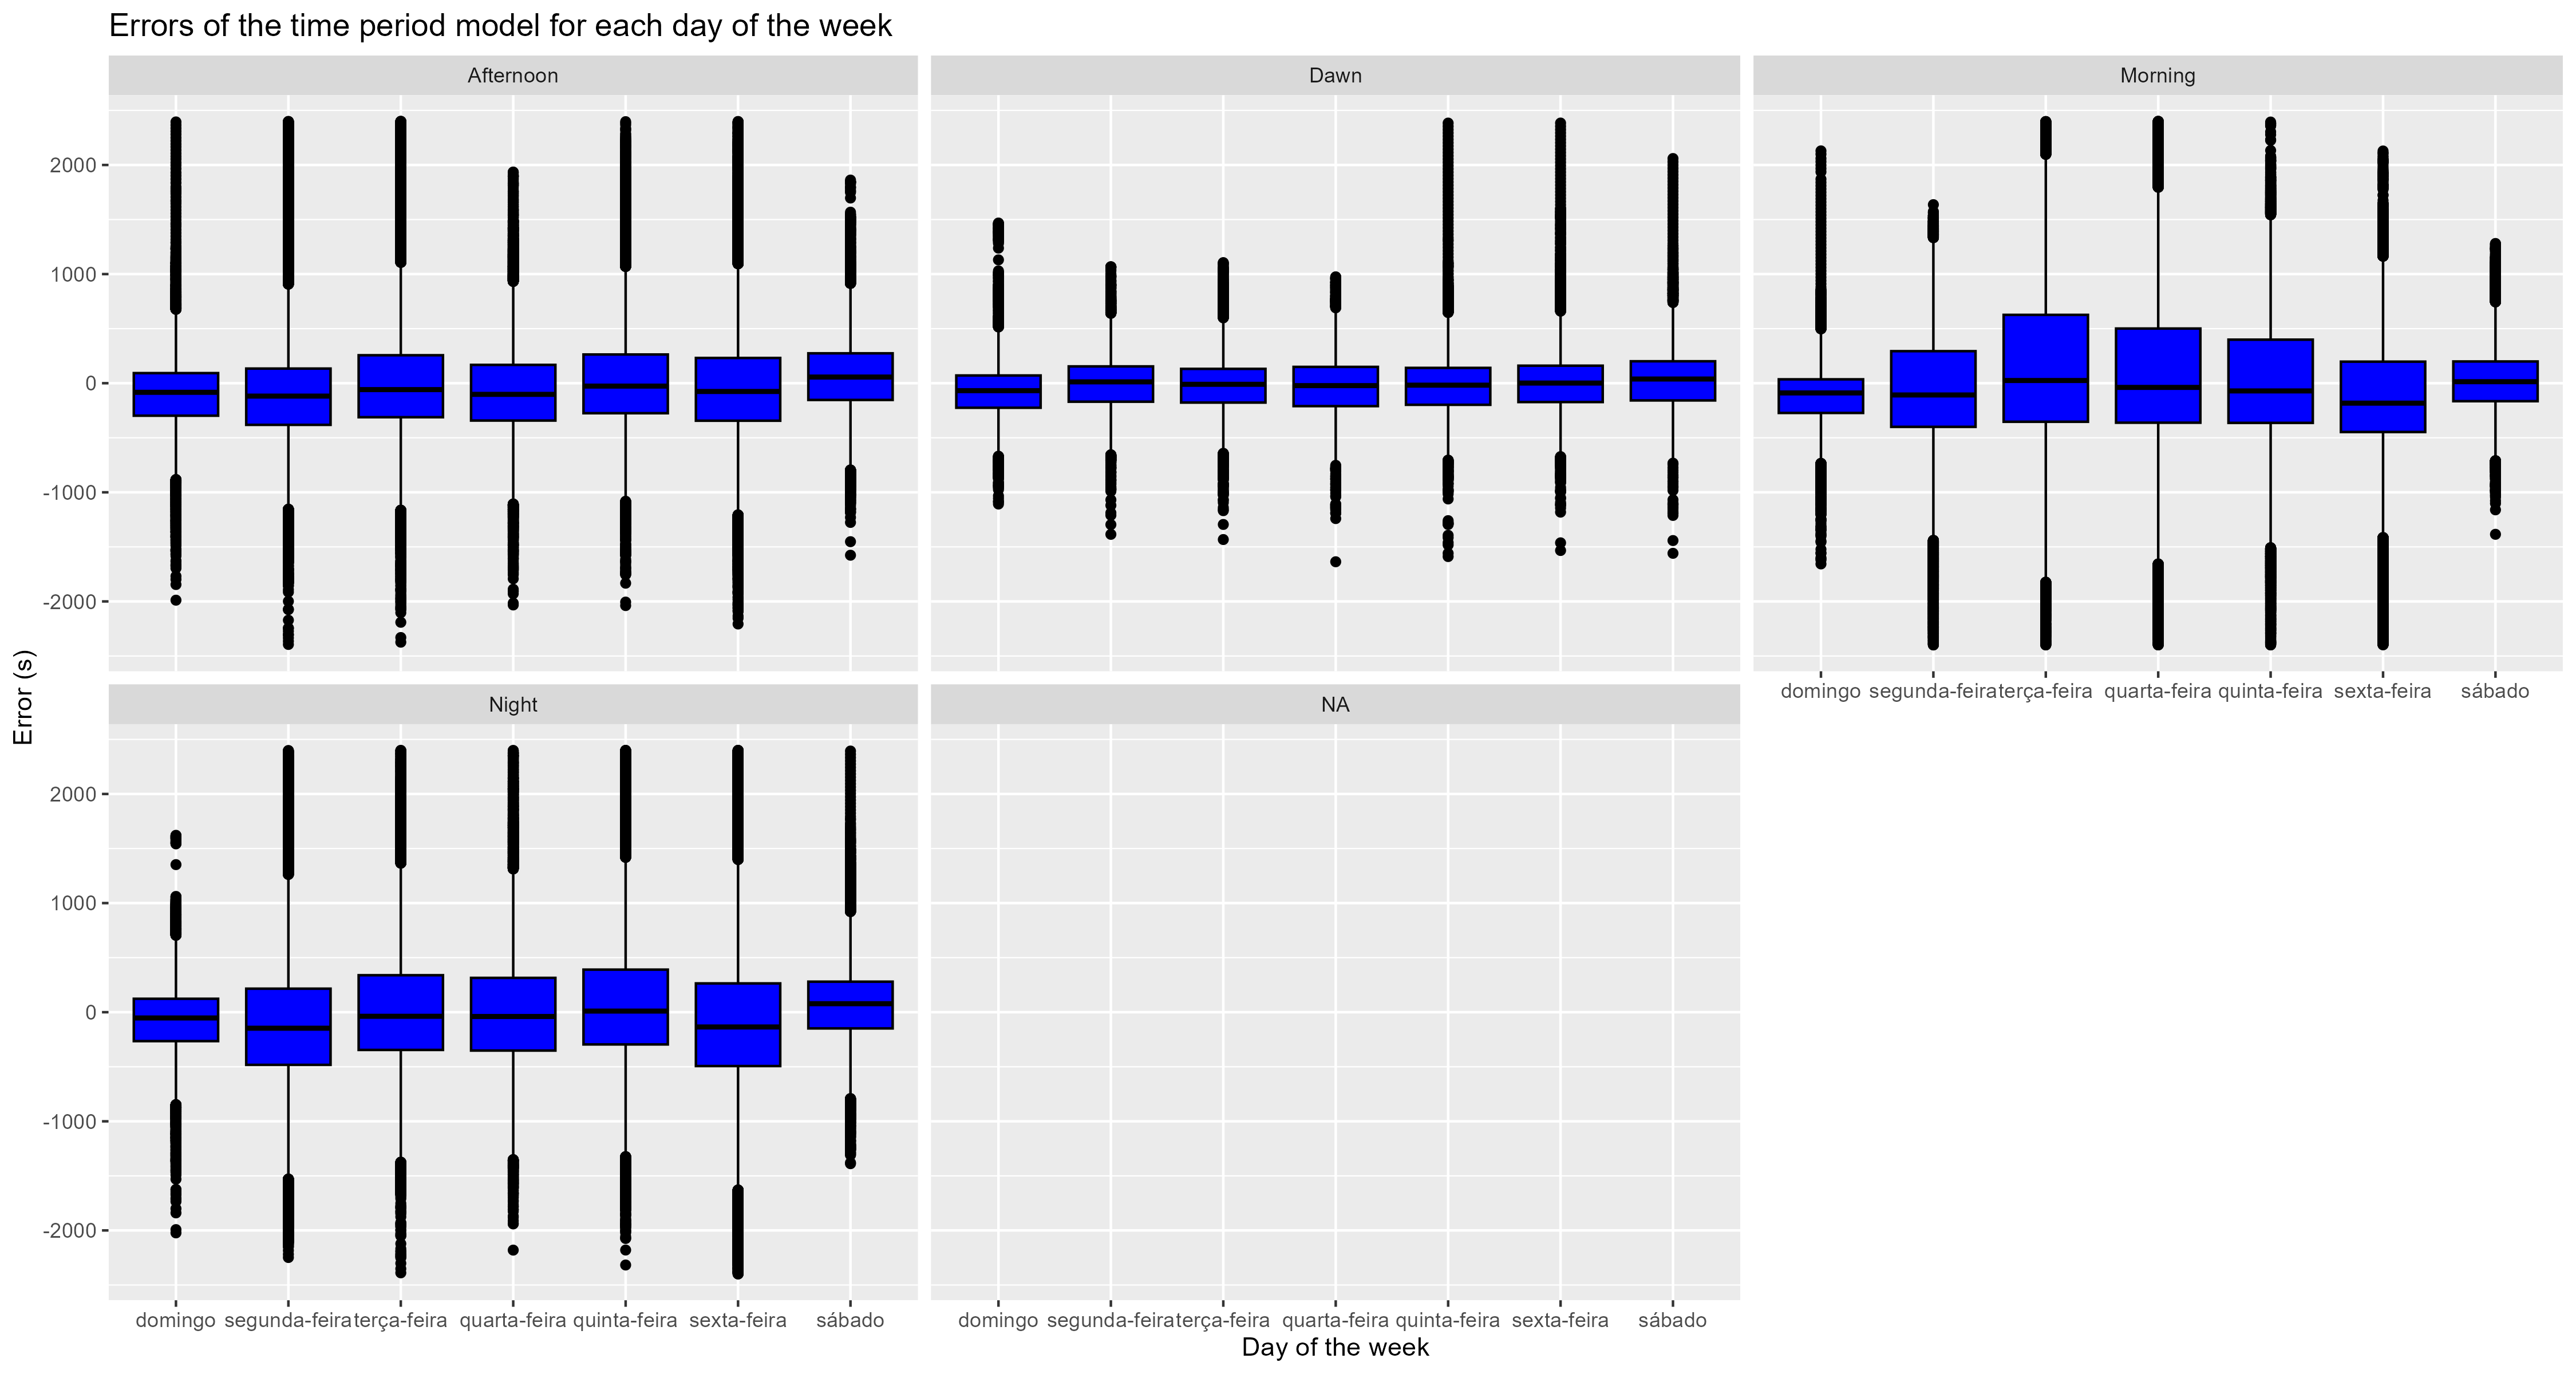 Errors of the time period model for each day of the week
Afternoon
Dawn
Morning
2000
1000
0
-1000
-2000
domingo segunda-feira terça-feira quarta-feira quinta-feira sexta-feira sábado
Error (s)
Night
NA
2000
1000
0
-1000
-2000
domingo segunda-feira terça-feira quarta-feira quinta-feira sexta-feira sábado
domingo segunda-feira terça-feira quarta-feira quinta-feira sexta-feira sábado
Day of the week